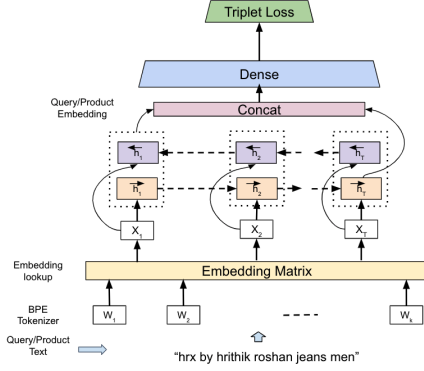 Triplet Loss
Dense
Query/Product
Embedding
Concat
h1 h2 hT
h1 h2 hT
X1 X2 XT
Embedding
lookup
Embedding Matrix
BPE
Tokenizer
W1 W2 Wk
Query/Product
Text
“hrx by hrithik roshan jeans men”